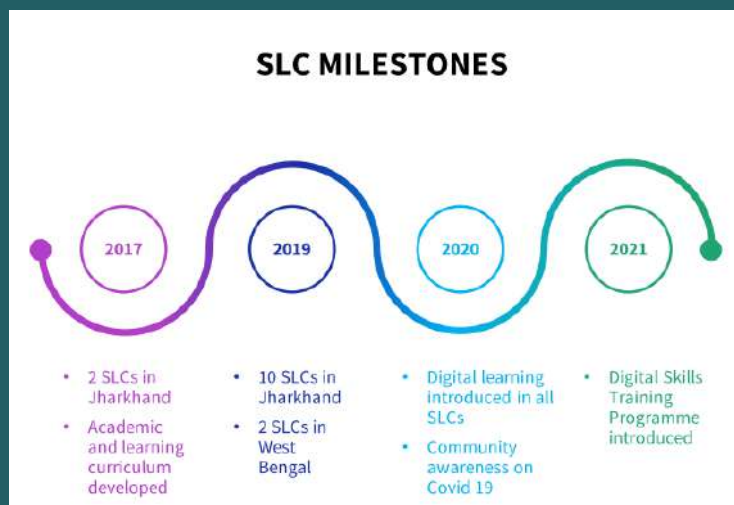 SLC MILESTONES
2017
2019
2020
2021
• 2 SLCs in
Jharkhand
• Academic
and learning
curriculum
developed
• 10 SLCs in
Jharkhand
• 2 SLCs in
West
Bengal
• Digital learning
introduced in all
SLCs
• Community
awareness on
Covid 19
• Digital Skills
Training
Programme
introduced